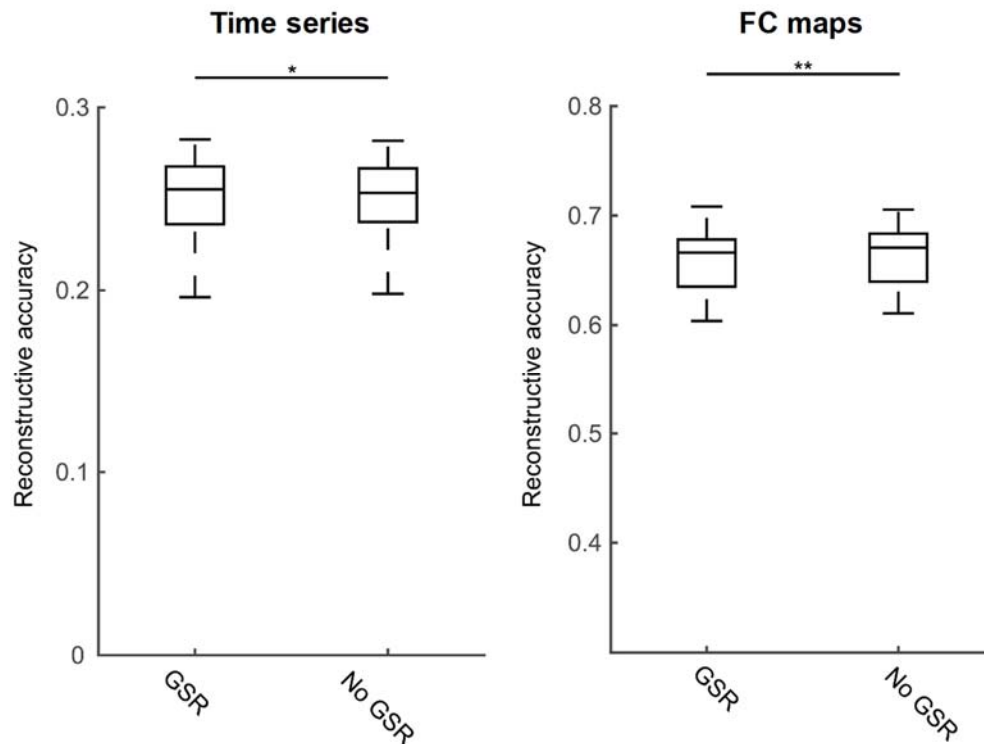 Time series
*
0.3
0.2
0.1
0
Reconstructive accuracy
GSR
No GSR
FC maps
**
0.8
0.7
0.6
0.5
0.4
Reconstructive accuracy
GSR
No GSR